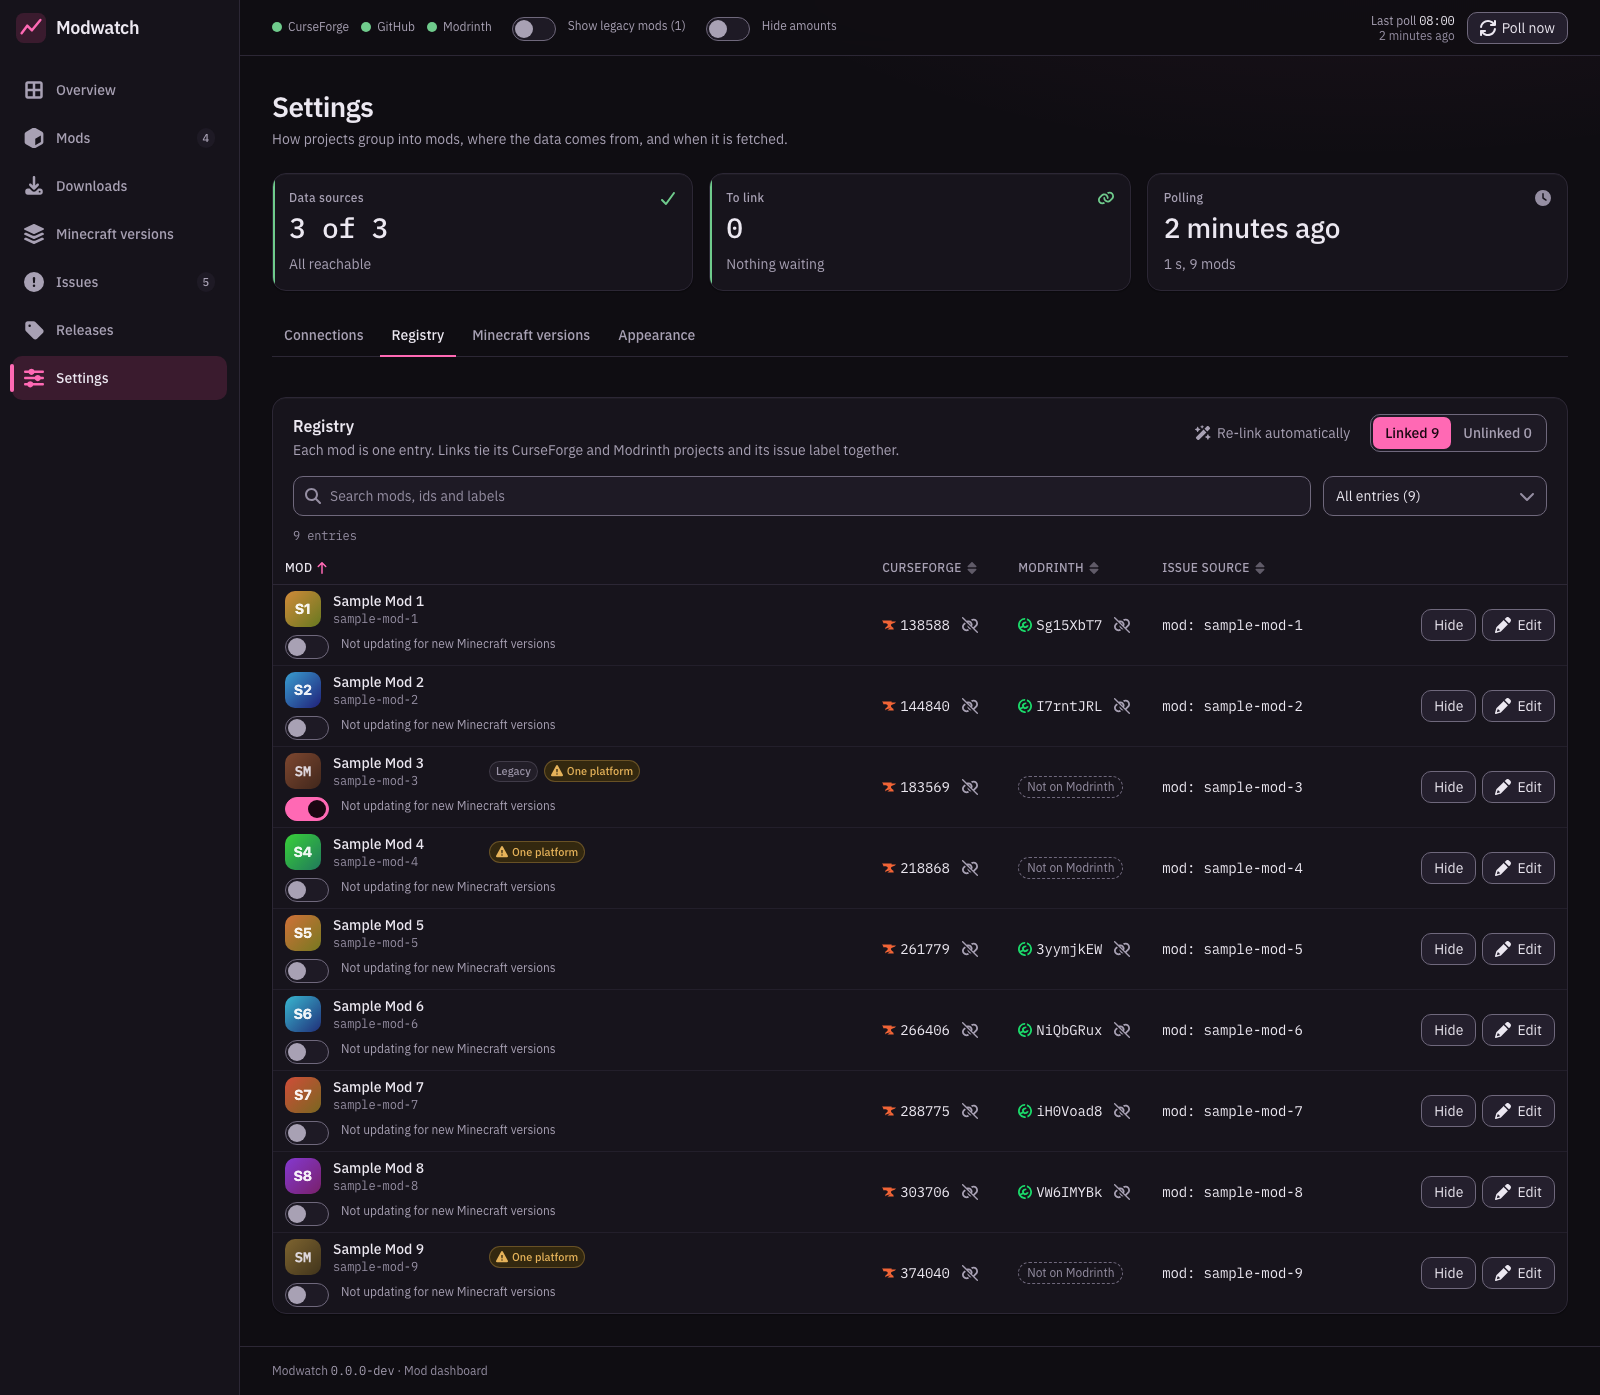 Modwatch
Overview
Mods 4
Downloads
Minecraft versions
Issues 5
Releases
Settings
CurseForge GitHub Modrinth Show legacy mods (1) Hide amounts
Last poll 08:00
2 minutes ago
Poll now
Settings
How projects group into mods, where the data comes from, and when it is fetched.
Data sources
3 of 3
All reachable
To link
0
Nothing waiting
Polling
2 minutes ago
1 s, 9 mods
Connections Registry Minecraft versions Appearance
Registry
Each mod is one entry. Links tie its CurseForge and Modrinth projects and its issue label together.
Re-link automatically Linked 9 Unlinked 0
Search mods, ids and labels All entries (9)
9 entries
MOD CURSEFORGE MODRINTH ISSUE SOURCE
S1 Sample Mod 1
sample-mod-1
Not updating for new Minecraft versions
138588 Sg15XbT7 mod: sample-mod-1 Hide Edit
S2 Sample Mod 2
sample-mod-2
Not updating for new Minecraft versions
144840 I7rntJRL mod: sample-mod-2 Hide Edit
SM Sample Mod 3
sample-mod-3
Legacy One platform
Not updating for new Minecraft versions
183569 Not on Modrinth mod: sample-mod-3 Hide Edit
S4 Sample Mod 4
sample-mod-4
One platform
Not updating for new Minecraft versions
218868 Not on Modrinth mod: sample-mod-4 Hide Edit
S5 Sample Mod 5
sample-mod-5
Not updating for new Minecraft versions
261779 3yymjkEW mod: sample-mod-5 Hide Edit
S6 Sample Mod 6
sample-mod-6
Not updating for new Minecraft versions
266406 NiQbGRux mod: sample-mod-6 Hide Edit
S7 Sample Mod 7
sample-mod-7
Not updating for new Minecraft versions
288775 iH0Voad8 mod: sample-mod-7 Hide Edit
S8 Sample Mod 8
sample-mod-8
Not updating for new Minecraft versions
303706 VW6IMYBk mod: sample-mod-8 Hide Edit
SM Sample Mod 9
sample-mod-9
One platform
Not updating for new Minecraft versions
374040 Not on Modrinth mod: sample-mod-9 Hide Edit
Modwatch 0.0.0-dev · Mod dashboard